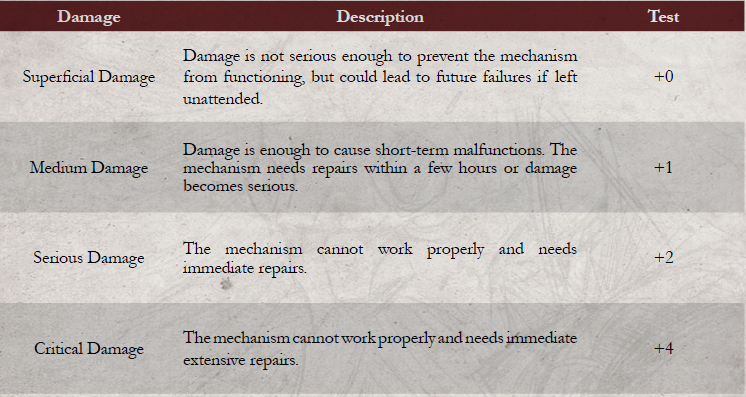 Damage Description Test
Damage is not serious enough to prevent the mechanism
Superficial Damage from functioning, but could lead to future failures if left +0
unattended.
Damage is enough to cause short-term malfunctions. The
Medium Damage mechanism needs repairs within a few hours or damage +1
becomes serious.
The mechanism cannot work properly and needs
Serious Damage +2
immediate repairs.
The mechanism cannot work properly and needs immediate
Critical Damage +4
extensive repairs.